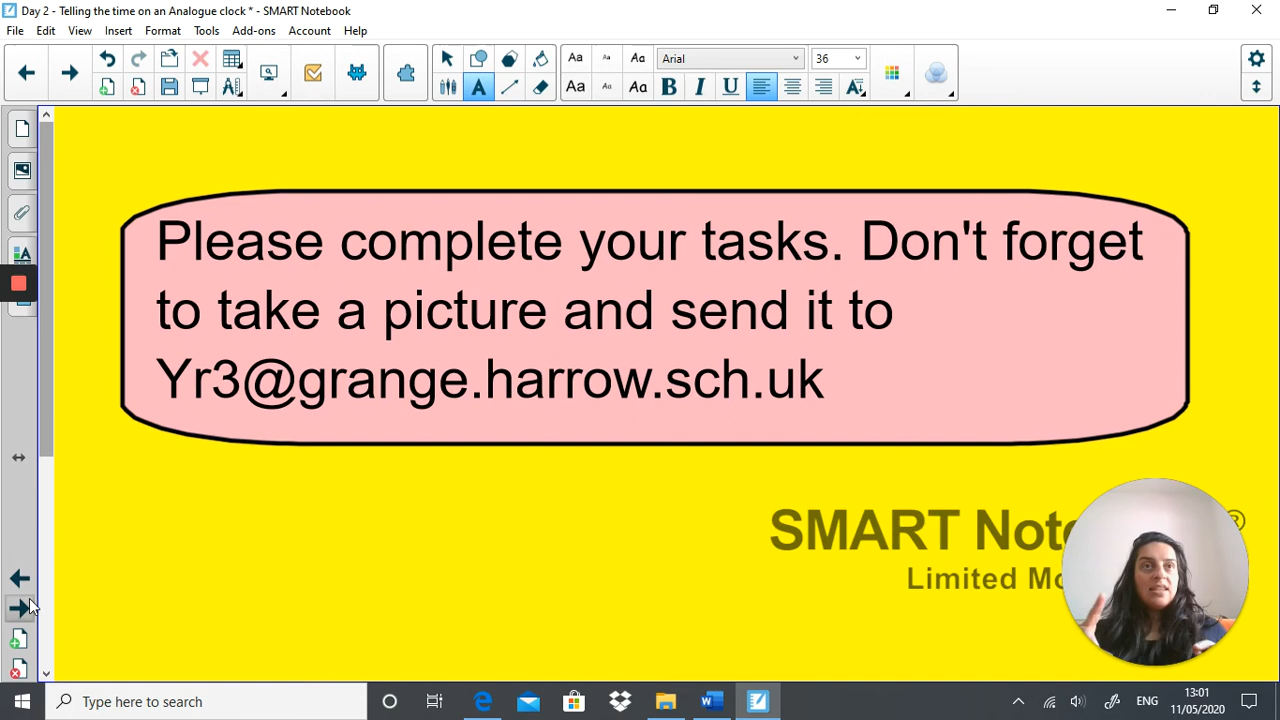 Day 2 - Telling the time on an Analogue clock * - SMART Notebook
File Edit View Insert Format Tools Add-ons Account Help
Arial 36
Please complete your tasks. Don't forget
to take a picture and send it to
Yr3@grange.harrow.sch.uk
SMART
Limited
Type here to search
ENG
13:01
11/05/2020